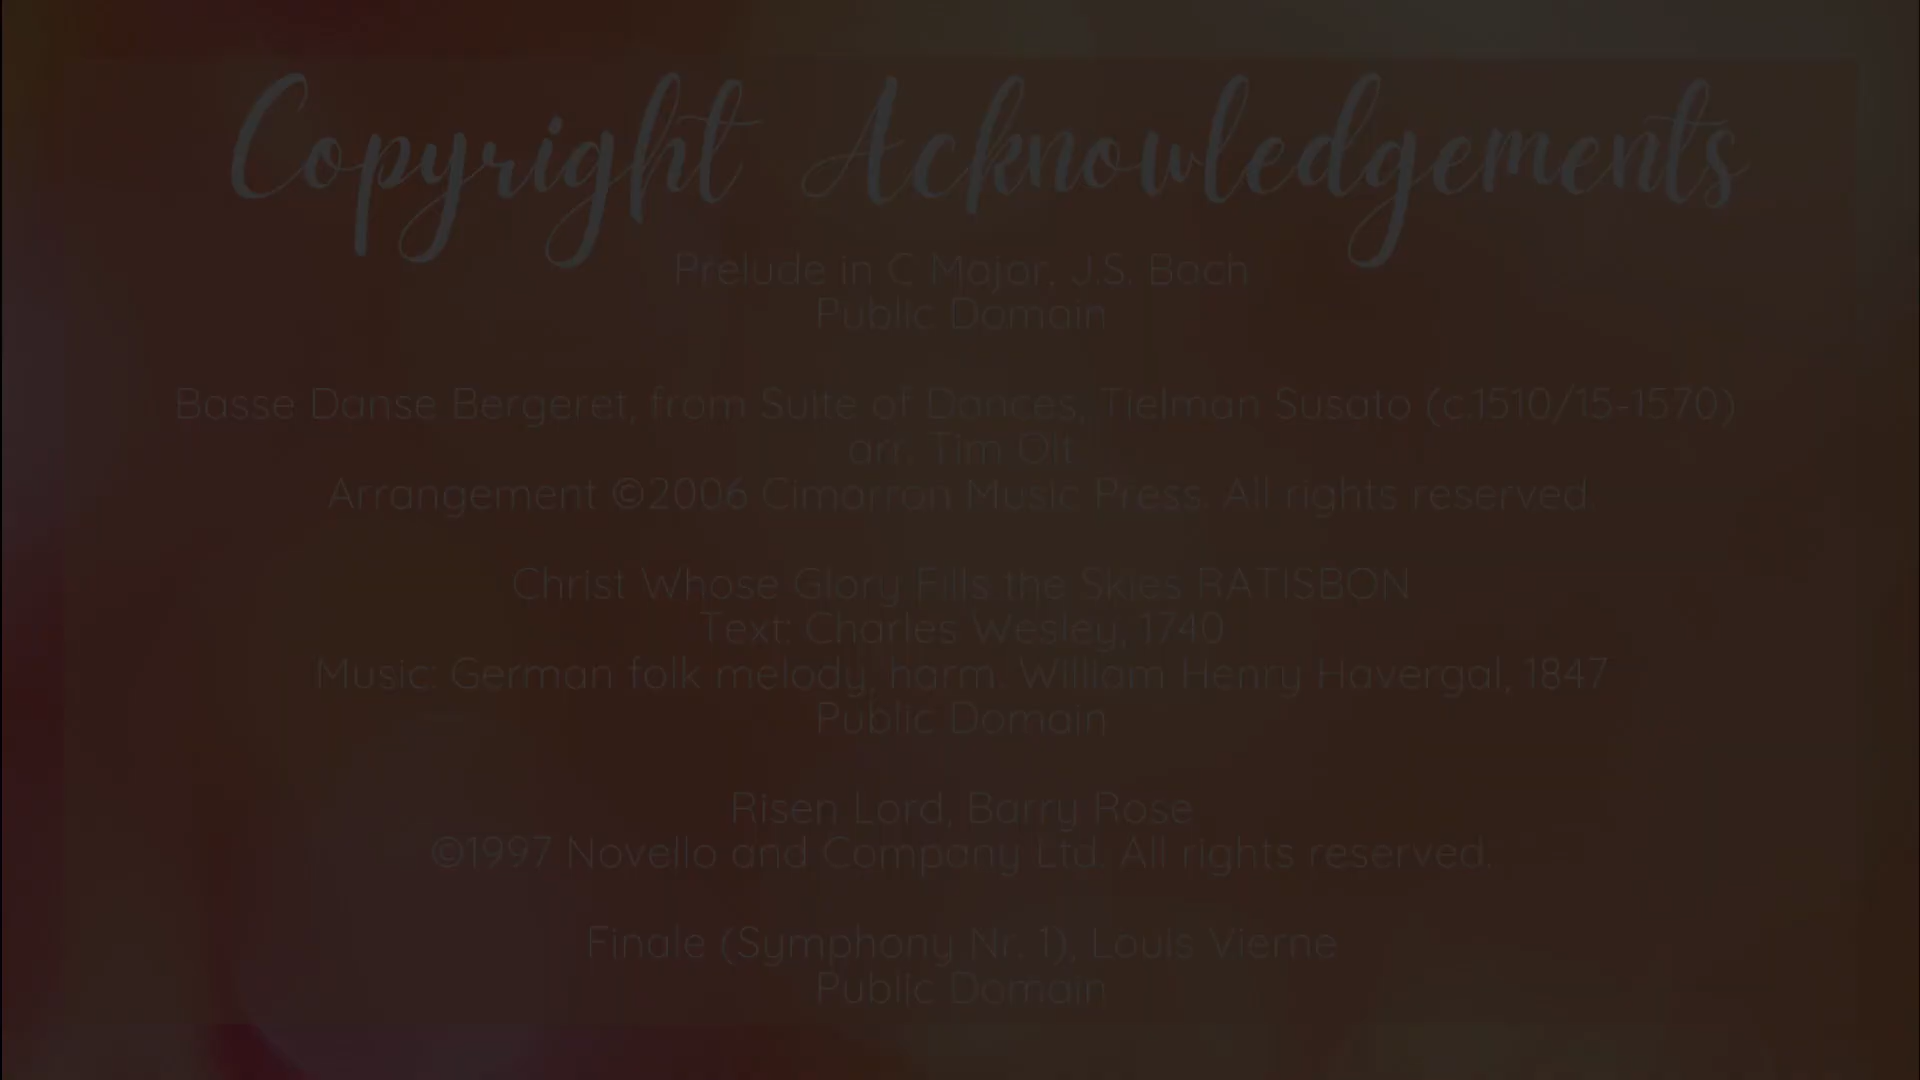 Copyright Acknowledgements
Prelude in C Major, J.S. Bach
Public Domain
Basse Danse Bergeret, from Suite of Dances, Tielman Susato (c.1510/15-1570)
arr. Tim Olt
Arrangement ©2006 Cimarron Music Press. All rights reserved
Christ Whose Glory Fills the Skies RATISBON
Text: Charles Wesley, 1740
Music: German folk melody, harm. William Henry Havergal, 1847
Public Domain
Risen Lord, Barry Rose
©1997 Novello and Company Ltd. All rights reserved.
Finale (Symphony Nr. 1), Louis Vierne
Public Domain